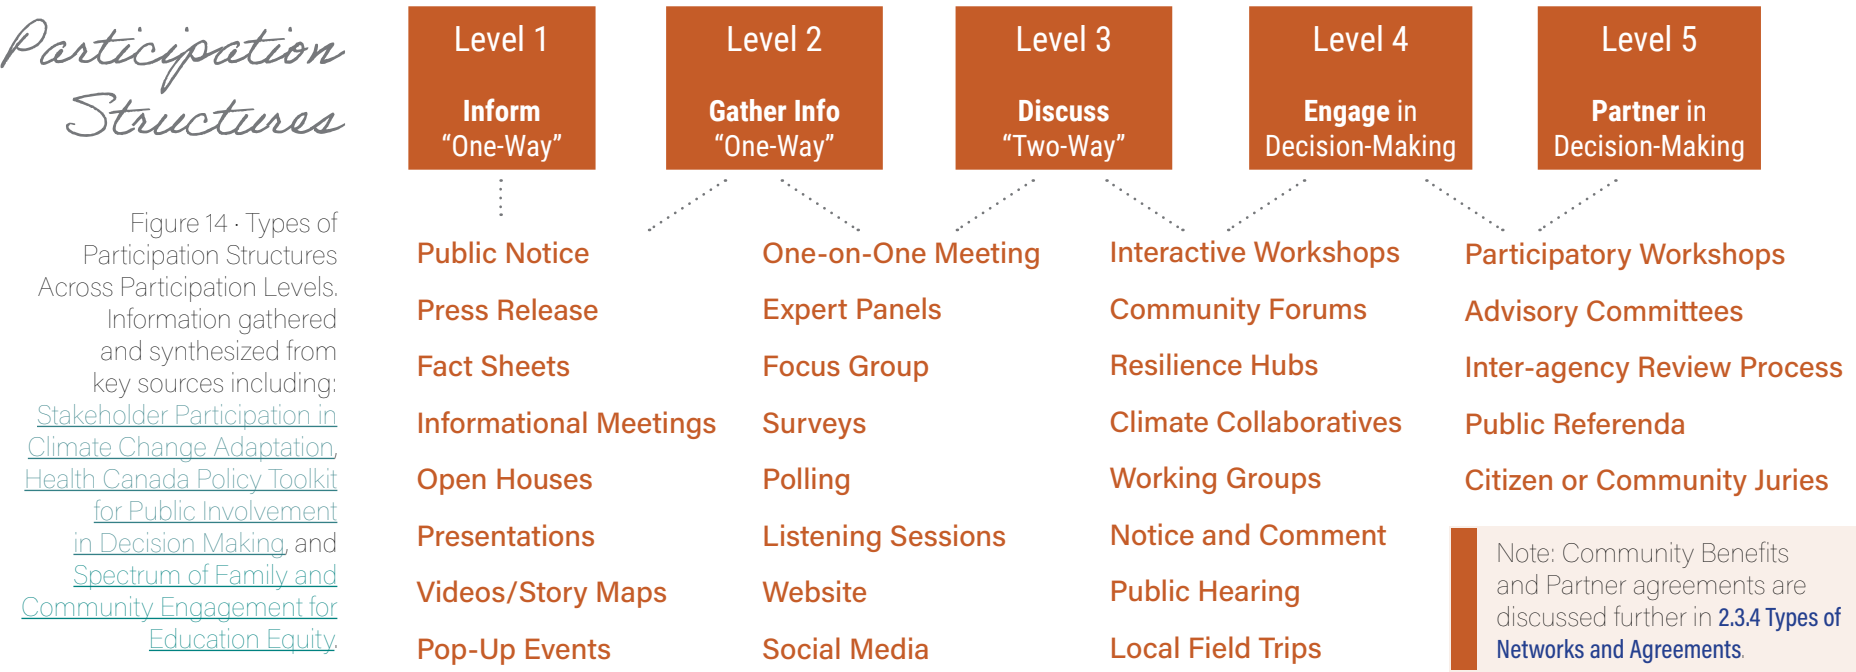 Participation
Structures
Figure 14 · Types of
Participation Structures
Across Participation Levels.
Information gathered
and synthesized from
key sources including:
Stakeholder Participation in
Climate Change Adaptation,
Health Canada Policy Toolkit
for Public Involvement
in Decision Making, and
Spectrum of Family and
Community Engagement for
Education Equity.
Level 1
Inform
“One-Way”
Level 2
Gather Info
“One-Way”
Level 3
Discuss
“Two-Way”
Level 4
Engage in
Decision-Making
Level 5
Partner in
Decision-Making
Public Notice
Press Release
Fact Sheets
Informational Meetings
Open Houses
Presentations
Videos/Story Maps
Pop-Up Events
One-on-One Meeting
Expert Panels
Focus Group
Surveys
Polling
Listening Sessions
Website
Social Media
Interactive Workshops
Community Forums
Resilience Hubs
Climate Collaboratives
Working Groups
Notice and Comment
Public Hearing
Local Field Trips
Participatory Workshops
Advisory Committees
Inter-agency Review Process
Public Referenda
Citizen or Community Juries
Note: Community Benefits
and Partner agreements are
discussed further in 2.3.4 Types of
Networks and Agreements.